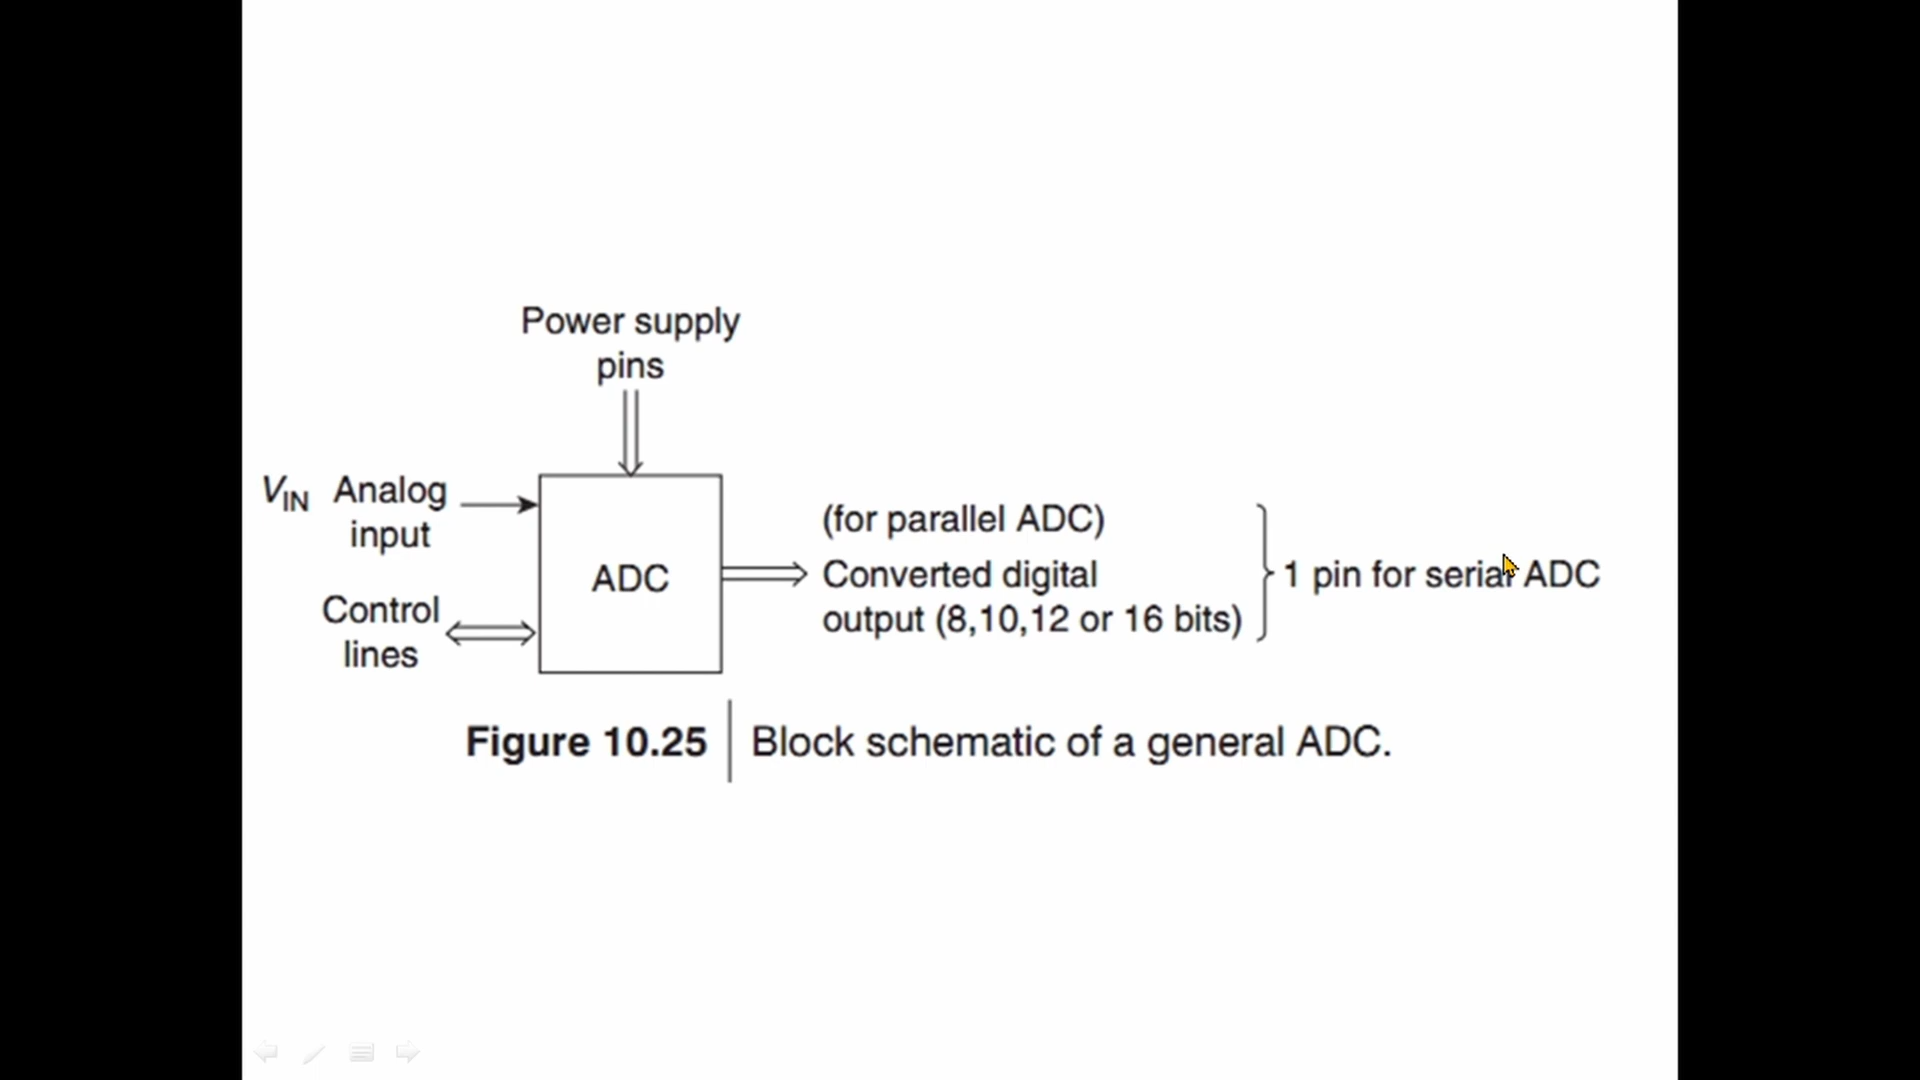 Power supply
pins
V_IN Analog
input
Control
lines
ADC
(for parallel ADC)
Converted digital
output (8,10,12 or 16 bits)
1 pin for serial ADC
Figure 10.25 Block schematic of a general ADC.